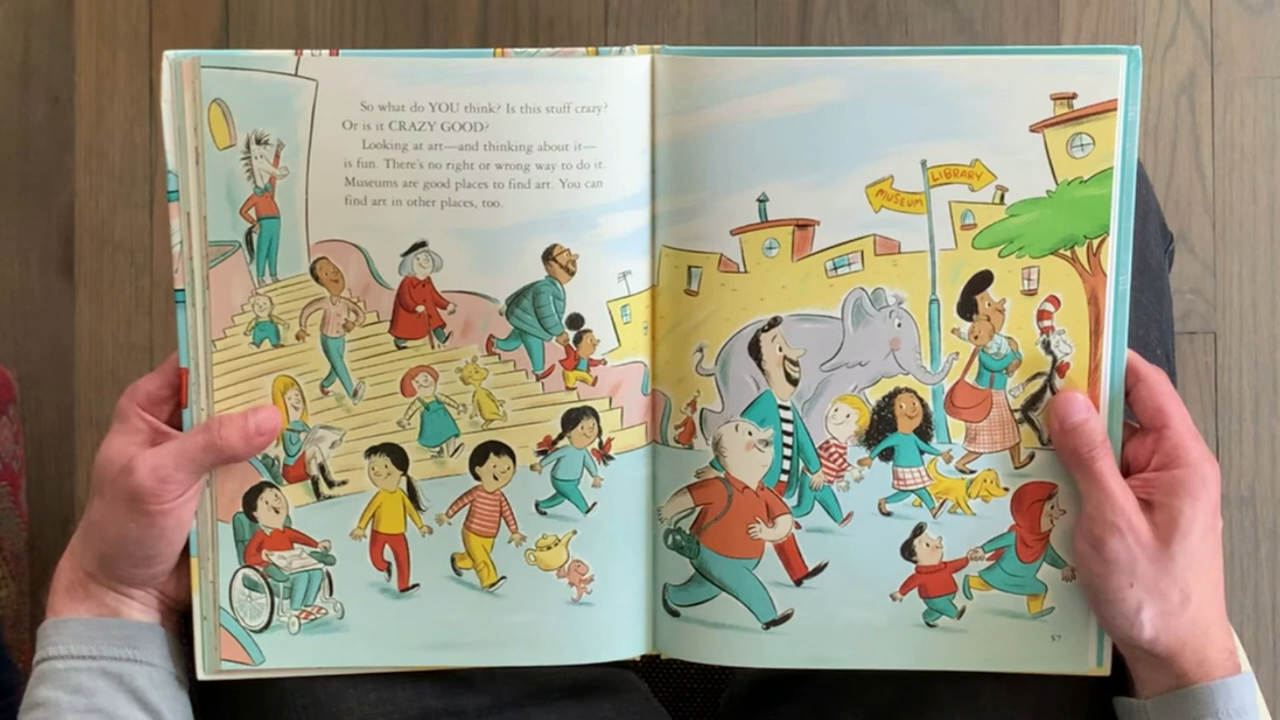 So what do YOU think? Is this stuff crazy?
Or is it CRAZY GOOD?
Looking at art—and thinking about it—
is fun. There's no right or wrong way to do it.
Museums are good places to find art. You can
find art in other places, too.
LIBRARY
MUSEUM
57